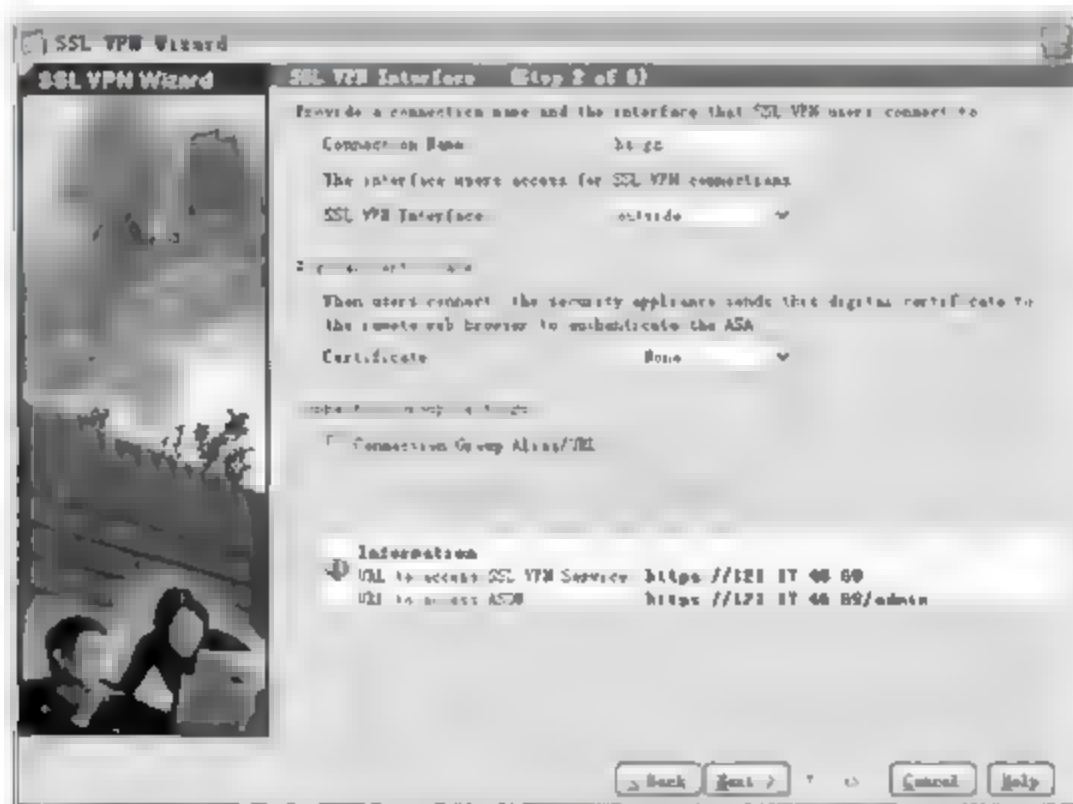 SSL VPN Wizard
SSL VPN Wizard
SSL VPN Interface (Step 2 of 6)
Provide a connection name and the interface that SSL VPN users connect to
Connection Name
The interface users access for SSL VPN connections
SSL VPN Interface outside
When users connect, the security appliance sends this digital certificate to
the remote web browser to authenticate the ASA
Certificate None
Connection Group Alias/URL
Information
URL to access SSL VPN Service https://
URL to access ASDM /admin
Back Next > Cancel Help